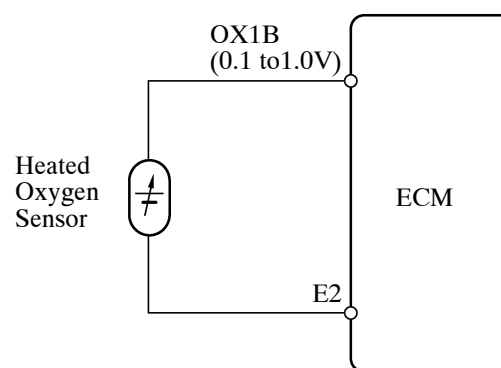 OX1B
(0.1 to1.0V)
Heated
Oxygen
Sensor
ECM
E2